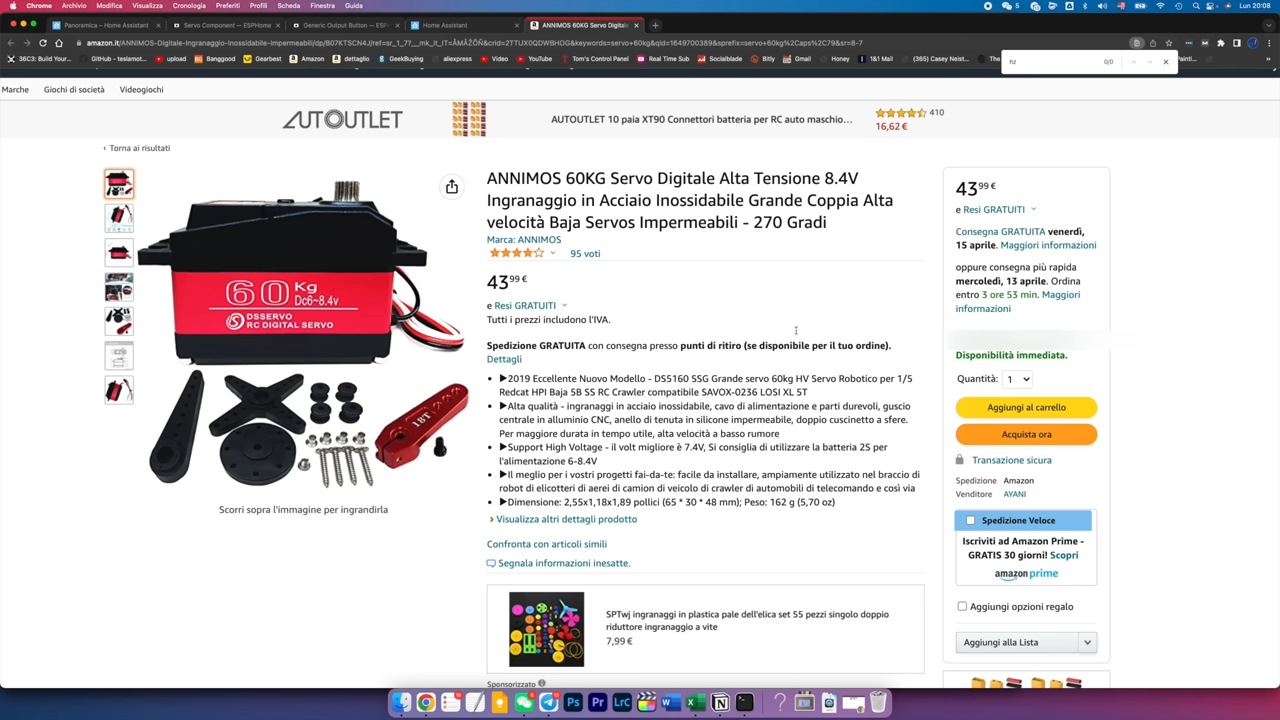 Chrome Archivio Modifica Visualizza Cronologia Preferiti Profili Scheda Finestra Guida
Lun 20:08
Panoramica – Home Assistant
Servo Component — ESPHome
Generic Output Button — ESP
Home Assistant
ANNIMOS 60KG Servo Digitale
36C3: Build Your... GitHub - teslamot... upload Banggood Gearbest Amazon dettaglio GeekBuying aliexpress Video YouTube Tom's Control Panel Real Time Sub Socialblade Bitly Gmail Honey 1&1 Mail (365) Casey Neist...
hz 0/0
Marche Giochi di società Videogiochi
AUTOUTLET
AUTOUTLET 10 paia XT90 Connettori batteria per RC auto maschio...
410
16,62 €
‹ Torna ai risultati
60 Kg
Dc6~8.4v
DSSERVO
RC DIGITAL SERVO
18T
Scorri sopra l'immagine per ingrandirla
ANNIMOS 60KG Servo Digitale Alta Tensione 8.4V
Ingranaggio in Acciaio Inossidabile Grande Coppia Alta
velocità Baja Servos Impermeabili - 270 Gradi
Marca: ANNIMOS
95 voti
43,99 €
e Resi GRATUITI
Tutti i prezzi includono l'IVA.
Spedizione GRATUITA con consegna presso punti di ritiro (se disponibile per il tuo ordine).
Dettagli
• ▶2019 Eccellente Nuovo Modello - DS5160 SSG Grande servo 60kg HV Servo Robotico per 1/5
Redcat HPI Baja 5B SS RC Crawler compatibile SAVOX-0236 LOSI XL 5T
• ▶Alta qualità - ingranaggi in acciaio inossidabile, cavo di alimentazione e parti durevoli, guscio
centrale in alluminio CNC, anello di tenuta in silicone impermeabile, doppio cuscinetto a sfere.
Per maggiore durata in tempo utile, alta velocità a basso rumore
• ▶Support High Voltage - il volt migliore è 7.4V, Si consiglia di utilizzare la batteria 2S per
l'alimentazione 6-8.4V
• ▶Il meglio per i vostri progetti fai-da-te: facile da installare, ampiamente utilizzato nel braccio di
robot di elicotteri di aerei di camion di veicolo di crawler di automobili di telecomando e così via
• ▶Dimensione: 2,55x1,18x1,89 pollici (65 * 30 * 48 mm); Peso: 162 g (5,70 oz)
› Visualizza altri dettagli prodotto
Confronta con articoli simili
Segnala informazioni inesatte.
SPTwj ingranaggi in plastica pale dell'elica set 55 pezzi singolo doppio
riduttore ingranaggio a vite
7,99 €
Sponsorizzato
43,99 €
e Resi GRATUITI
Consegna GRATUITA venerdì,
15 aprile. Maggiori informazioni
oppure consegna più rapida
mercoledì, 13 aprile. Ordina
entro 3 ore 53 min. Maggiori
informazioni
Disponibilità immediata.
Quantità: 1
Aggiungi al carrello
Acquista ora
Transazione sicura
Spedizione Amazon
Venditore AYANI
Spedizione Veloce
Iscriviti ad Amazon Prime -
GRATIS 30 giorni! Scopri
amazon prime
Aggiungi opzioni regalo
Aggiungi alla Lista